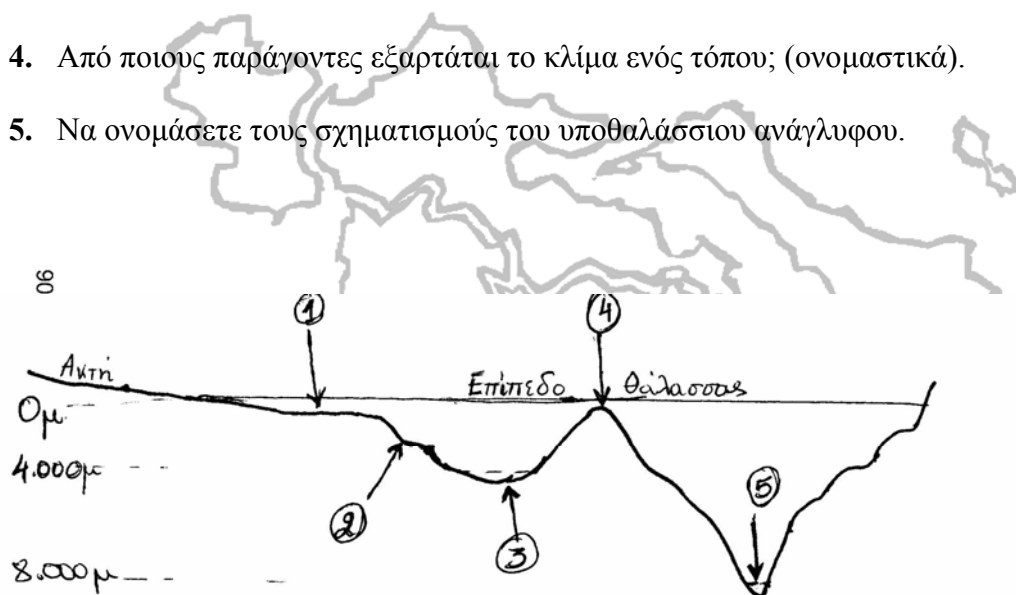 4. Από ποιους παράγοντες εξαρτάται το κλίμα ενός τόπου; (ονομαστικά).
5. Να ονομάσετε τους σχηματισμούς του υποθαλάσσιου ανάγλυφου.
06
1 4
Ακτή Επίπεδο θάλασσας
0μ
4.000μ
5
2 3
8.000μ